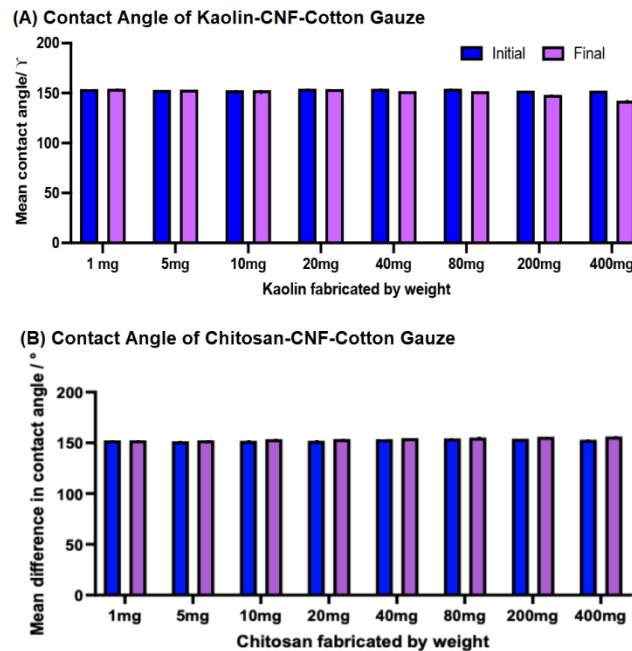 (A) Contact Angle of Kaolin-CNF-Cotton Gauze
Mean contact angle/ ϒ
200
150
100
50
0
Initial
Final
1 mg 5mg 10mg 20mg 40mg 80mg 200mg 400mg
Kaolin fabricated by weight
(B) Contact Angle of Chitosan-CNF-Cotton Gauze
Mean difference in contact angle / °
200
150
100
50
0
1mg 5mg 10mg 20mg 40mg 80mg 200mg 400mg
Chitosan fabricated by weight